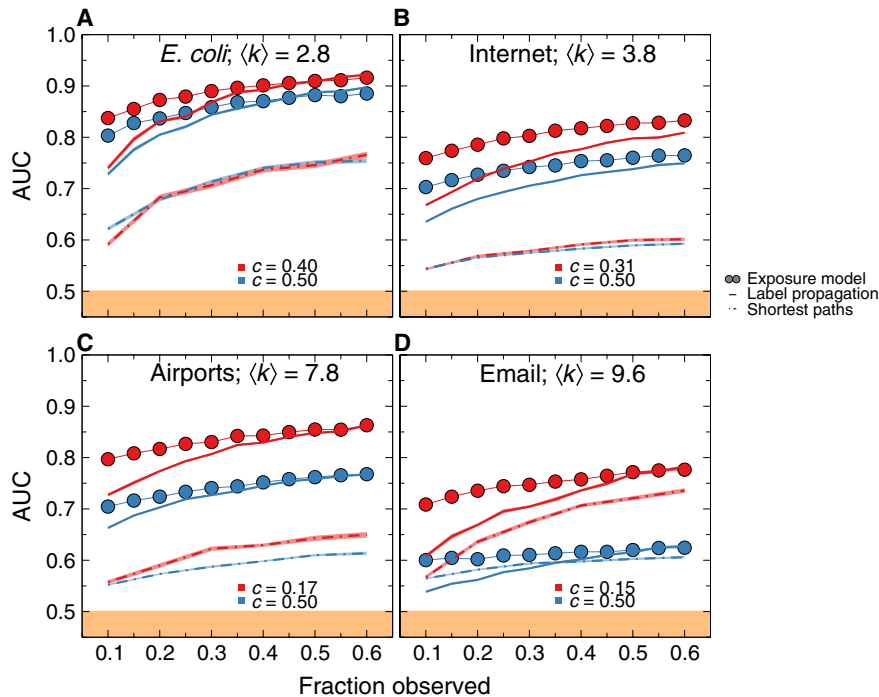 A
B
E. coli; ⟨k⟩ = 2.8
Internet; ⟨k⟩ = 3.8
1.0
0.9
0.8
0.7
0.6
0.5
AUC
c = 0.40
c = 0.50
c = 0.31
c = 0.50
Exposure model
Label propagation
Shortest paths
C
D
Airports; ⟨k⟩ = 7.8
Email; ⟨k⟩ = 9.6
1.0
0.9
0.8
0.7
0.6
0.5
AUC
c = 0.17
c = 0.50
c = 0.15
c = 0.50
0.1 0.2 0.3 0.4 0.5 0.6
0.1 0.2 0.3 0.4 0.5 0.6
Fraction observed